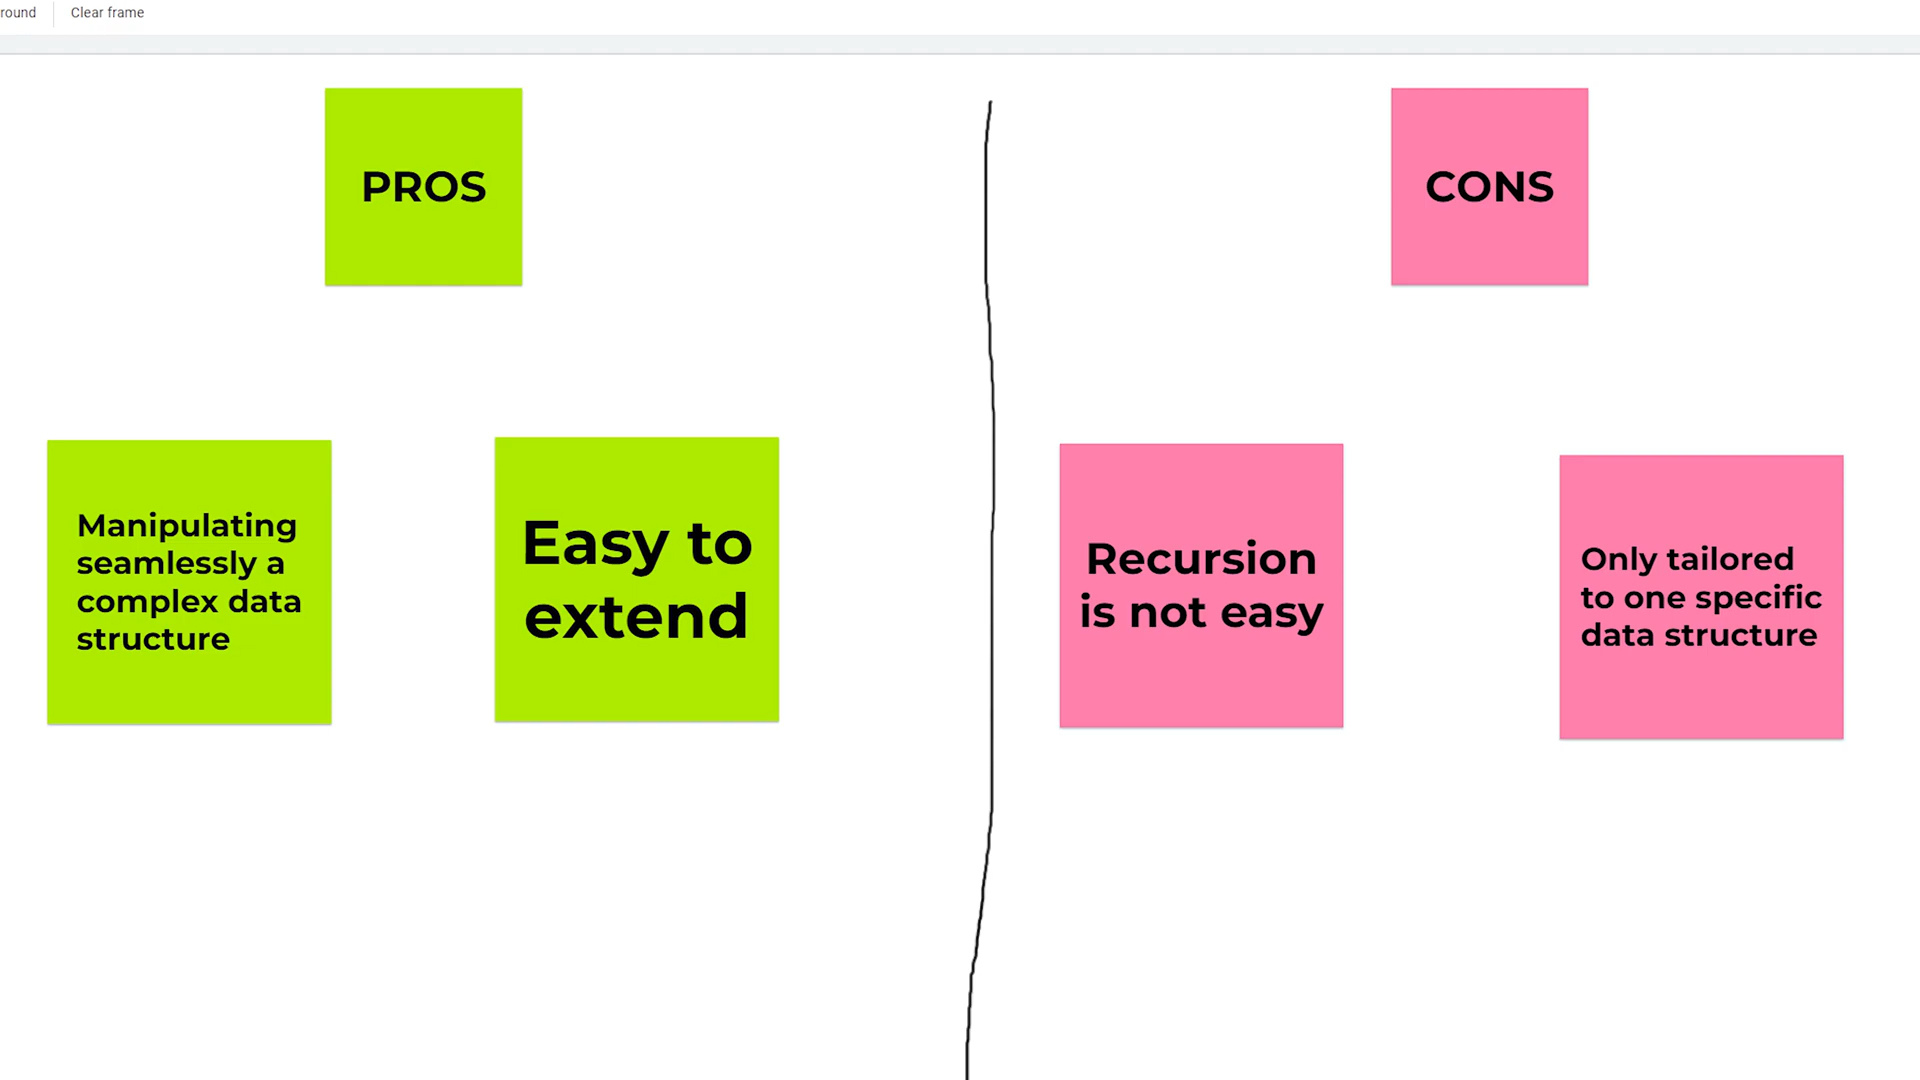 round
Clear frame
PROS
CONS
Manipulating
seamlessly a
complex data
structure
Easy to
extend
Recursion
is not easy
Only tailored
to one specific
data structure